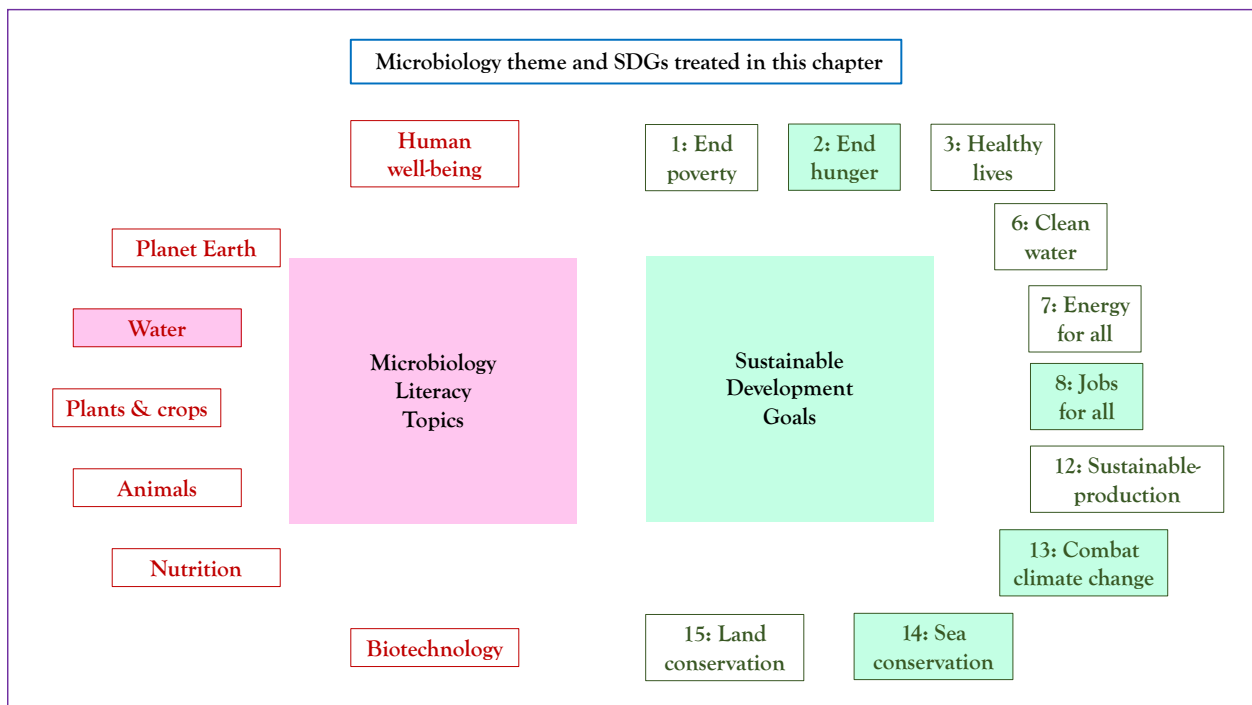 Microbiology theme and SDGs treated in this chapter
Human
well-being
Planet Earth
Water
Plants & crops
Animals
Nutrition
Biotechnology
Microbiology
Literacy
Topics
Sustainable
Development
Goals
1: End
poverty
2: End
hunger
3: Healthy
lives
6: Clean
water
7: Energy
for all
8: Jobs
for all
12: Sustainable-
production
13: Combat
climate change
14: Sea
conservation
15: Land
conservation